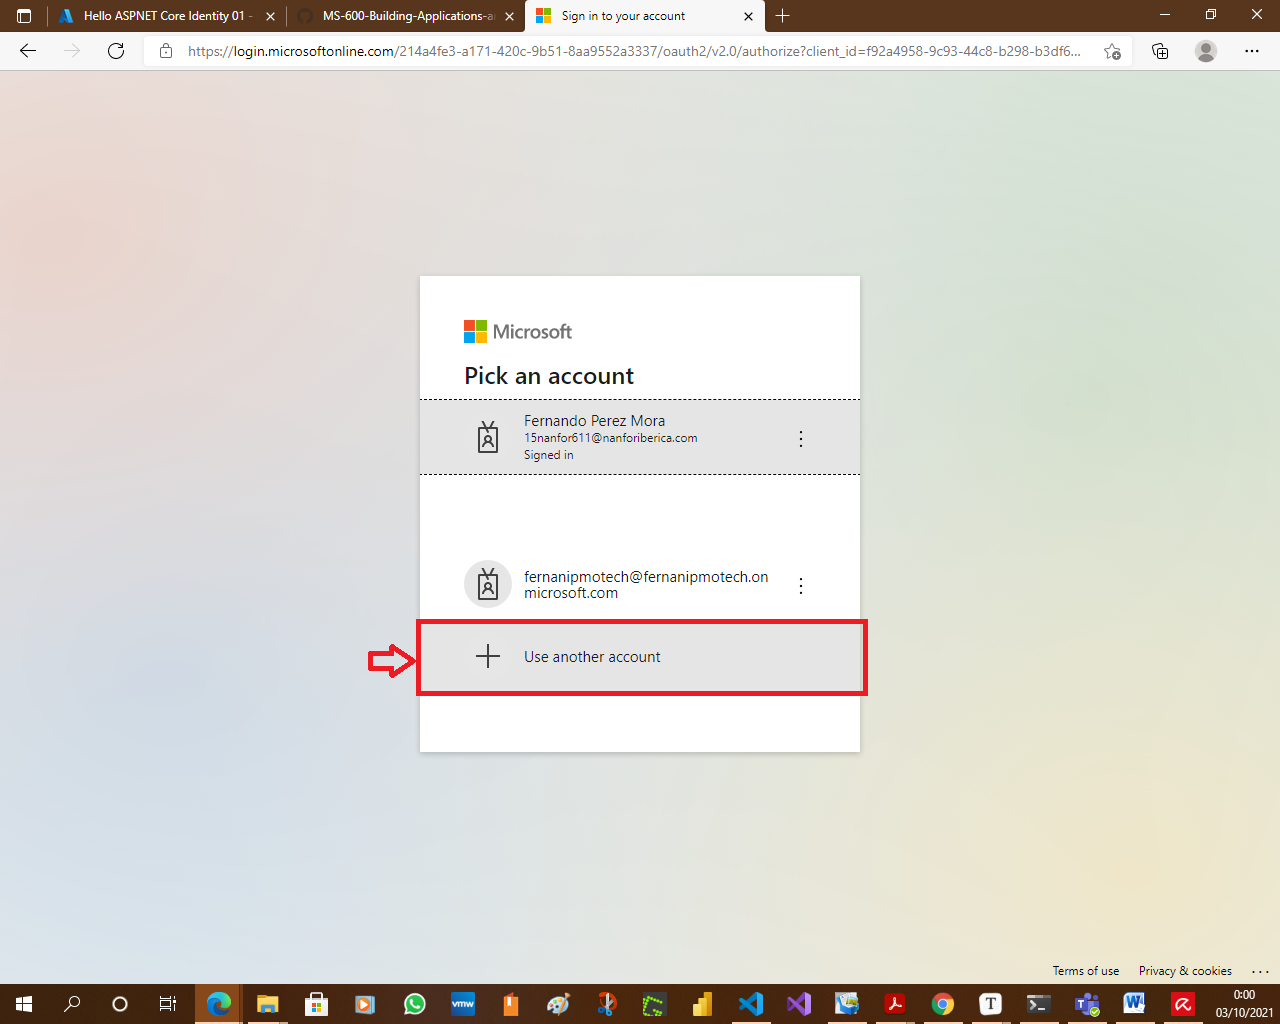 Hello ASPNET Core Identity 01 -
MS-600-Building-Applications-a
Sign in to your account
https://login.microsoftonline.com/214a4fe3-a171-420c-9b51-8aa9552a3337/oauth2/v2.0/authorize?client_id=f92a4958-9c93-44c8-b298-b3df6...
Microsoft
Pick an account
Fernando Perez Mora
15nanfor611@nanforiberica.com
Signed in
fernanipmotech@fernanipmotech.on
microsoft.com
Use another account
Terms of use Privacy & cookies ...
vmw
T
0:00
03/10/2021